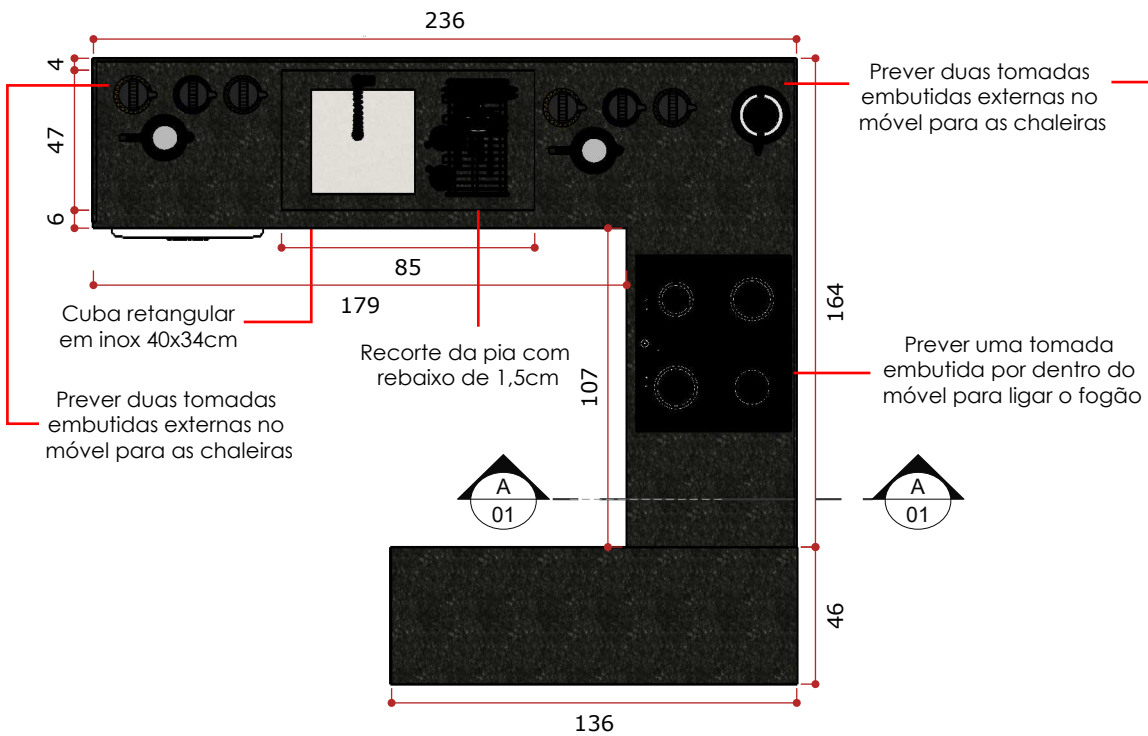 236
4
47
6
Prever duas tomadas
embutidas externas no
móvel para as chaleiras
85
179
164
107
Cuba retangular
em inox 40x34cm
Recorte da pia com
rebaixo de 1,5cm
Prever uma tomada
embutida por dentro do
móvel para ligar o fogão
Prever duas tomadas
embutidas externas no
móvel para as chaleiras
A
01
A
01
46
136